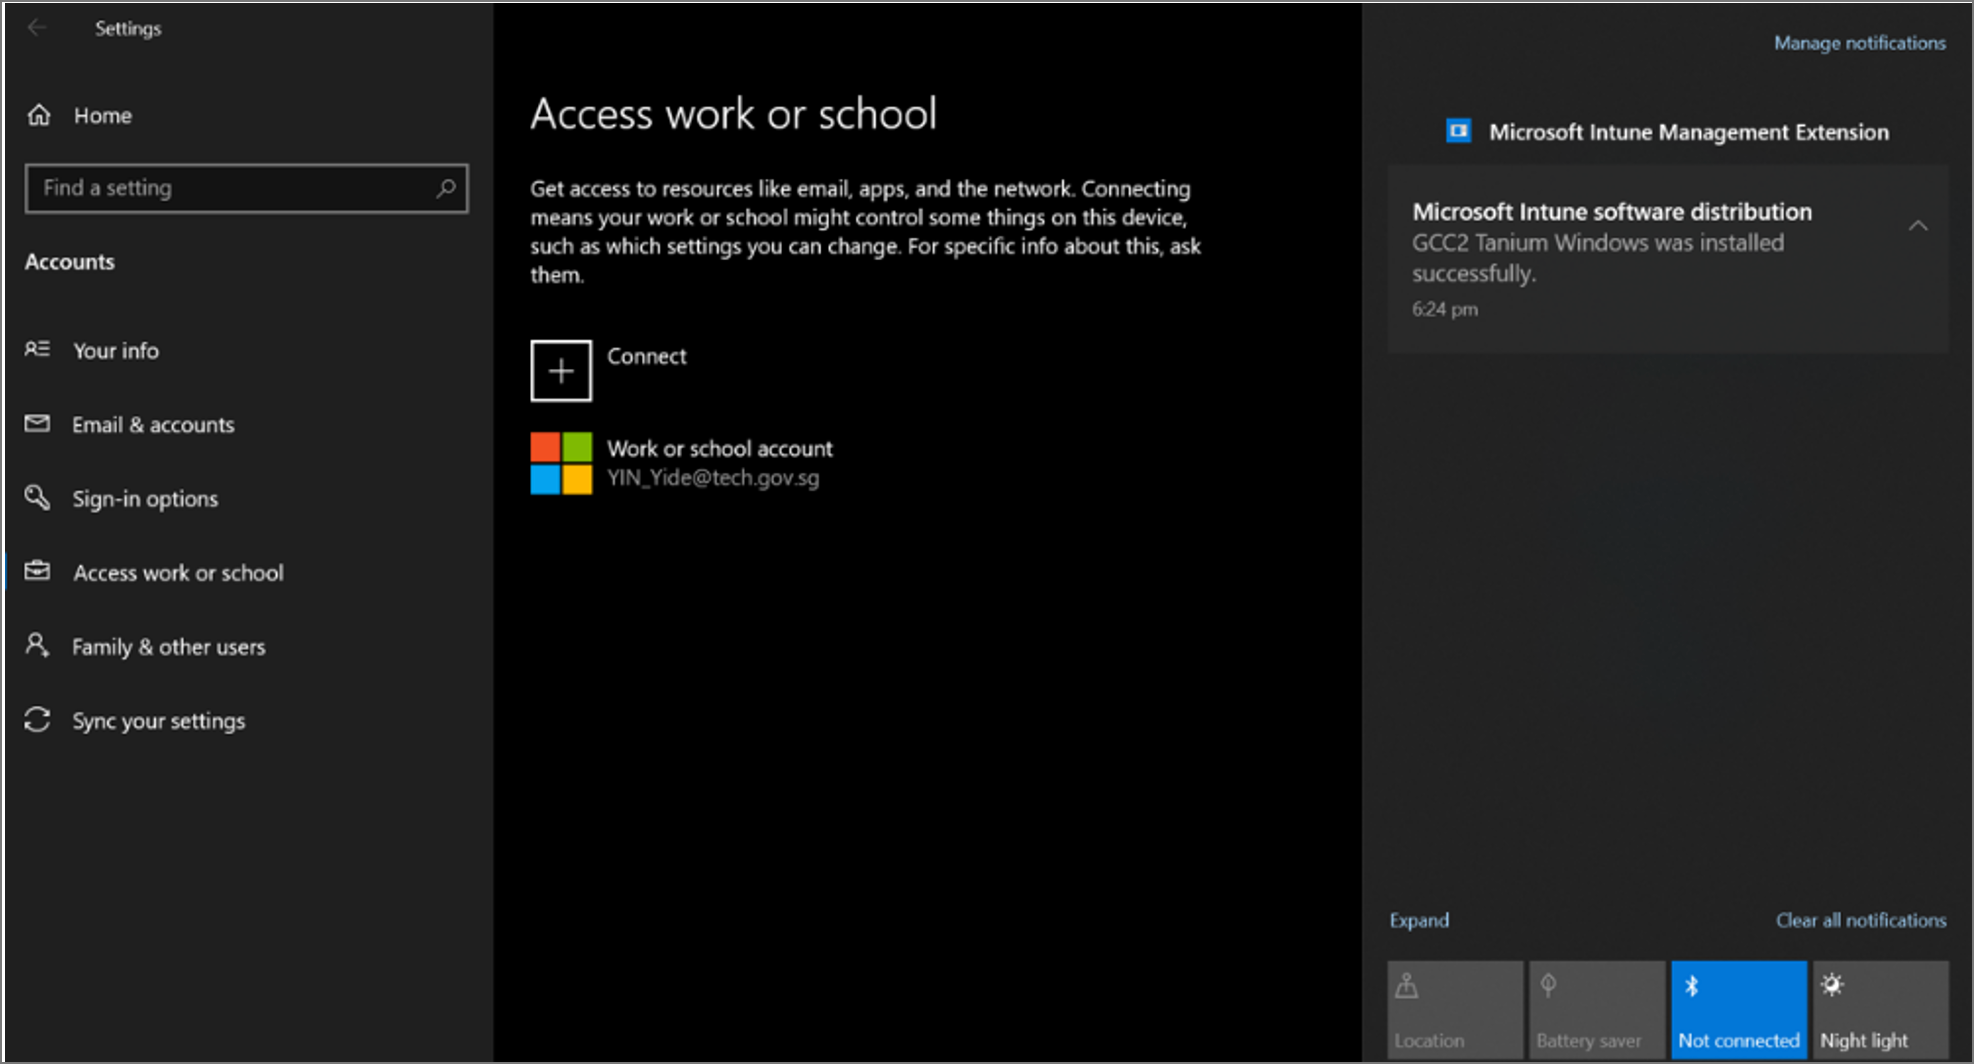 Settings
Home
Find a setting
Accounts
Your info
Email & accounts
Sign-in options
Access work or school
Family & other users
Sync your settings
Access work or school
Get access to resources like email, apps, and the network. Connecting
means your work or school might control some things on this device,
such as which settings you can change. For specific info about this, ask
them.
Connect
Work or school account
YIN_Yide@tech.gov.sg
Manage notifications
Microsoft Intune Management Extension
Microsoft Intune software distribution
GCC2 Tanium Windows was installed
successfully.
6:24 pm
Expand
Clear all notifications
Location
Battery saver
Not connected
Night light